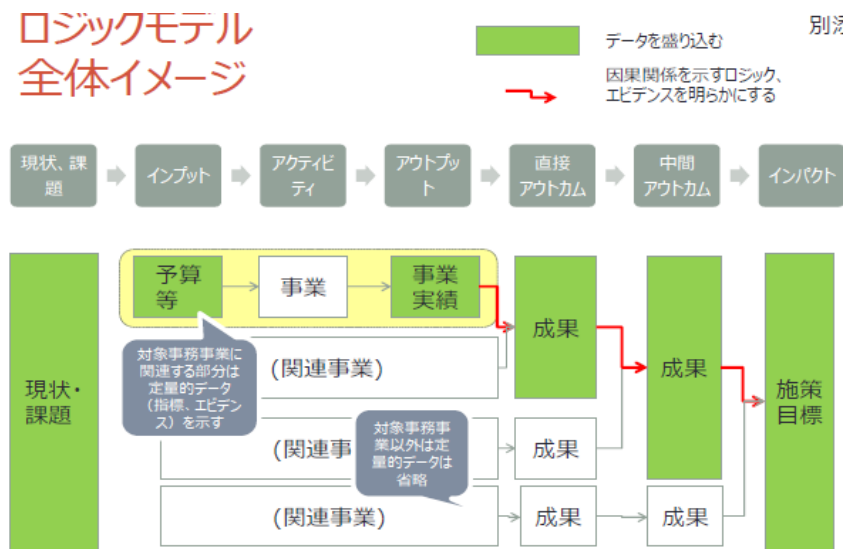 ロジックモデル
全体イメージ
データを盛り込む
別添
因果関係を示すロジック、
エビデンスを明らかにする
現状、課
題
インプット
アクティビ
ティ
アウトプッ
ト
直接
アウトカム
中間
アウトカム
インパクト
現状・
課題
予算
等
事業
事業
実績
成果
成果
施策
目標
対象事務事業に
関連する部分は
定量的データ
（指標、エビデン
ス）を示す
(関連事業)
(関連事
対象事務事
業以外は定
量的データは
省略
成果
(関連事業)
成果
成果